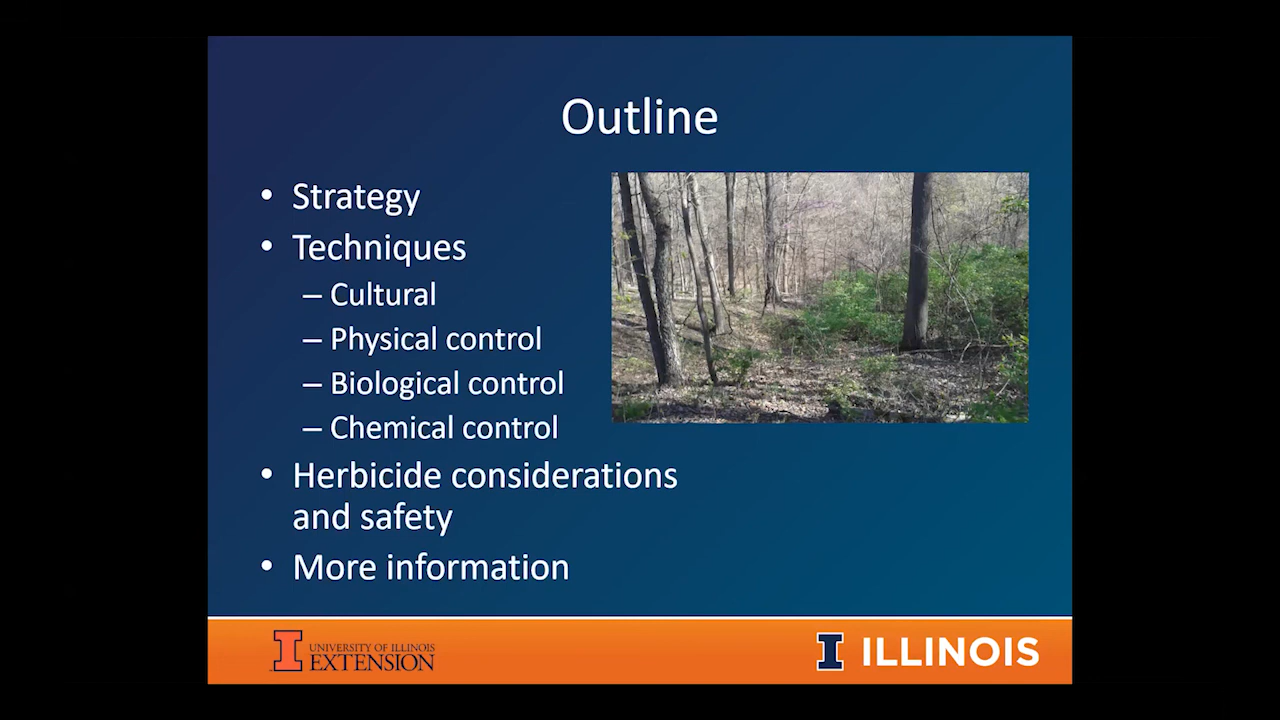 Outline
• Strategy
• Techniques
– Cultural
– Physical control
– Biological control
– Chemical control
• Herbicide considerations
and safety
• More information
UNIVERSITY OF ILLINOIS
EXTENSION
ILLINOIS